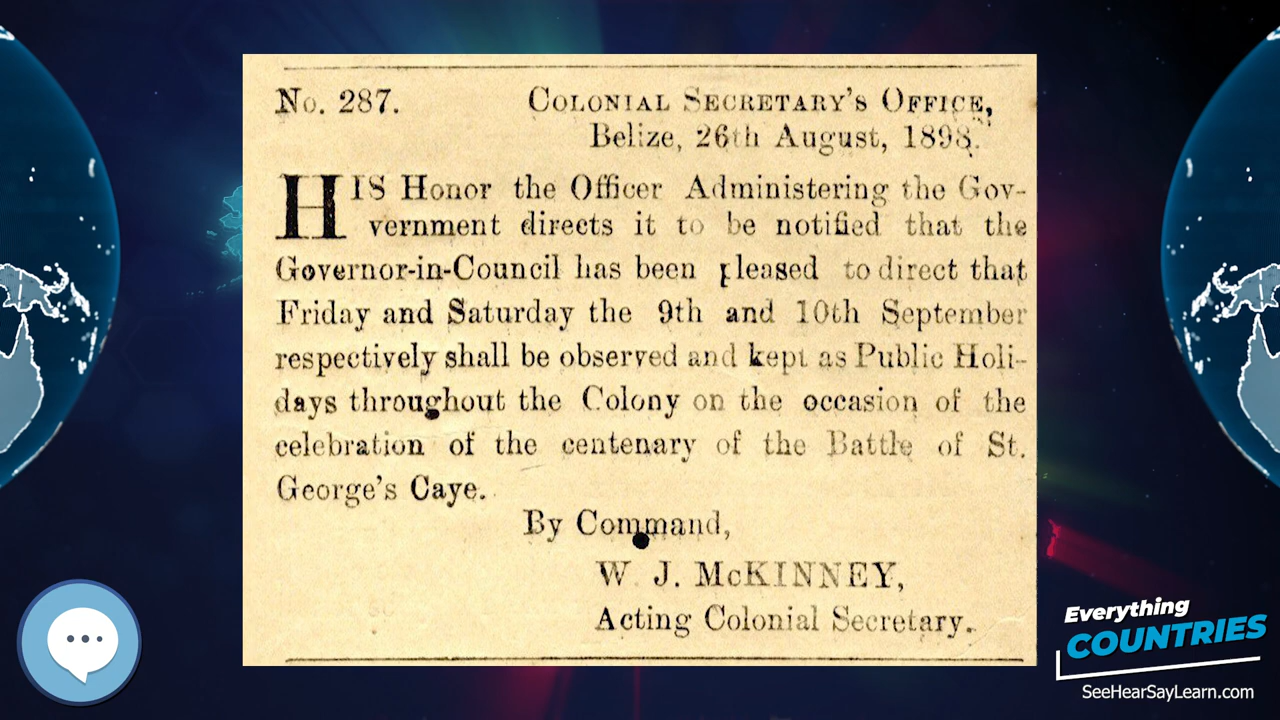 No. 287.
COLONIAL SECRETARY'S OFFICE,
Belize, 26th August, 1898.
HIS Honor the Officer Administering the Gov-
vernment directs it to be notified that the
Governor-in-Council has been pleased to direct that
Friday and Saturday the 9th and 10th September
respectively shall be observed and kept as Public Holi-
days throughout the Colony on the occasion of the
celebration of the centenary of the Battle of St.
George's Caye.
By Command,
W. J. McKINNEY,
Acting Colonial Secretary.
Everything
COUNTRIES
SeeHearSayLearn.com